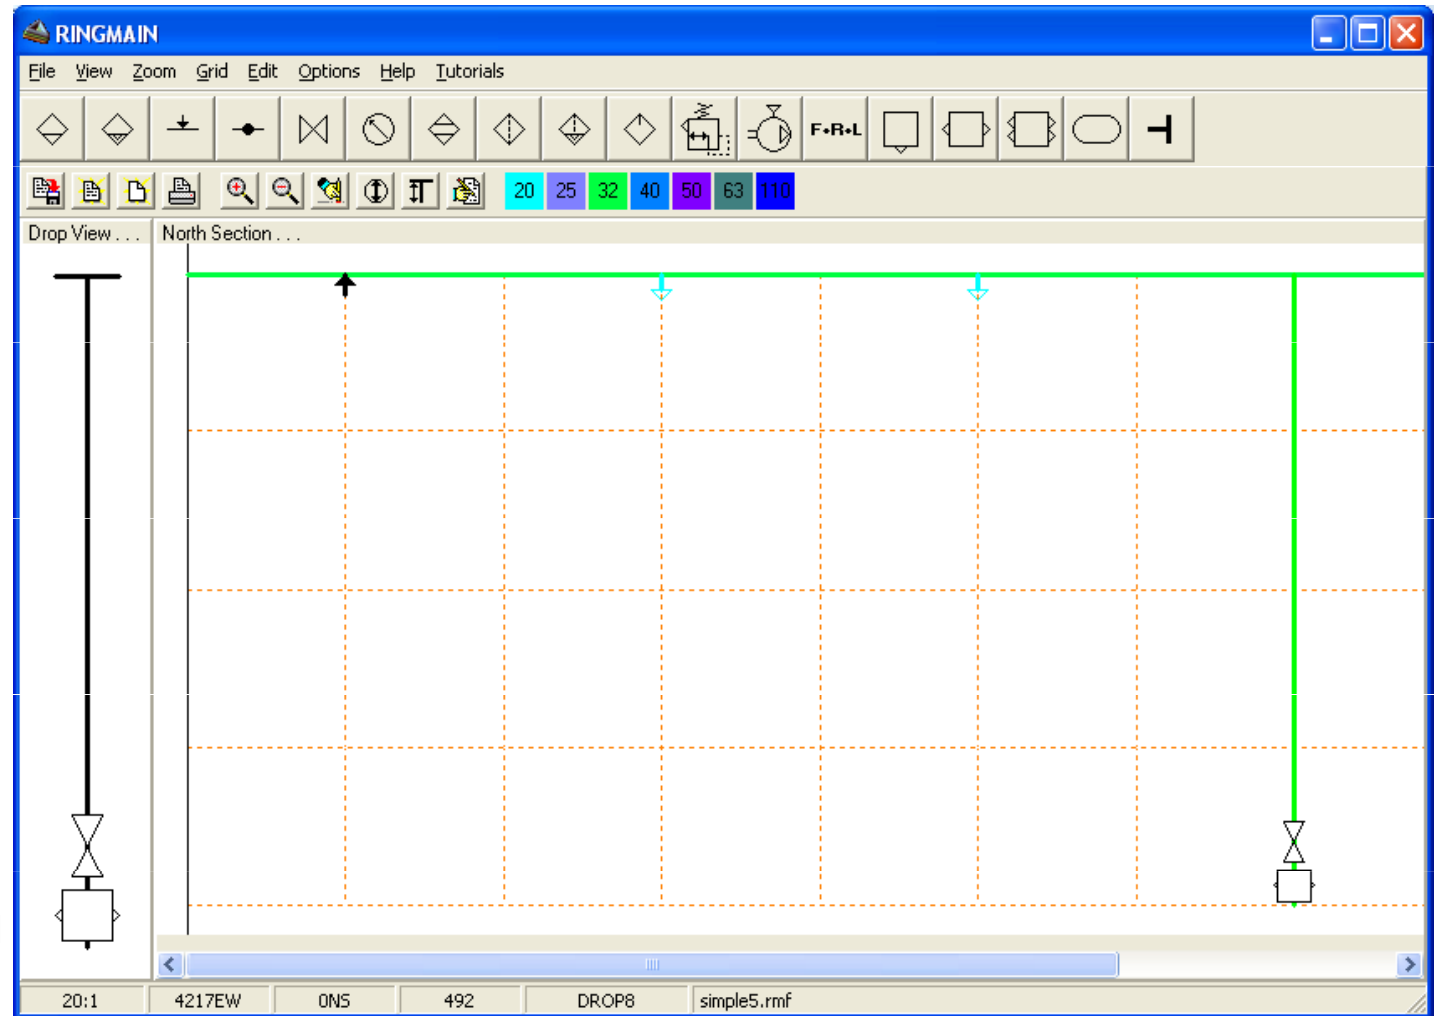 RINGMAIN
File View Zoom Grid Edit Options Help Tutorials
F•R•L
20 25 32 40 50 63 110
Drop View . . . North Section . . .
20:1 4217EW 0NS 492 DROP8 simple5.rmf